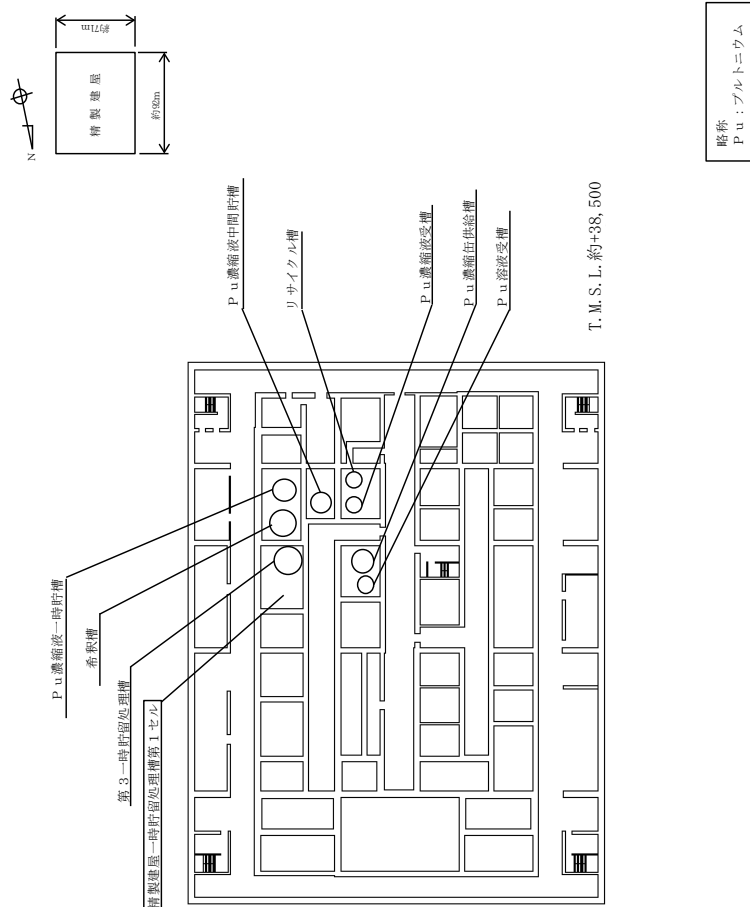 N
精製建屋
約71m
約92m
Pu濃縮液一時貯槽
希釈槽
第3一時貯留処理槽
精製建屋一時貯留処理槽第1セル
Pu濃縮液中間貯槽
リサイクル槽
Pu濃縮液受槽
Pu濃縮缶供給槽
Pu溶液受槽
T.M.S.L.約+38,500
略称
Pu:プルトニウム